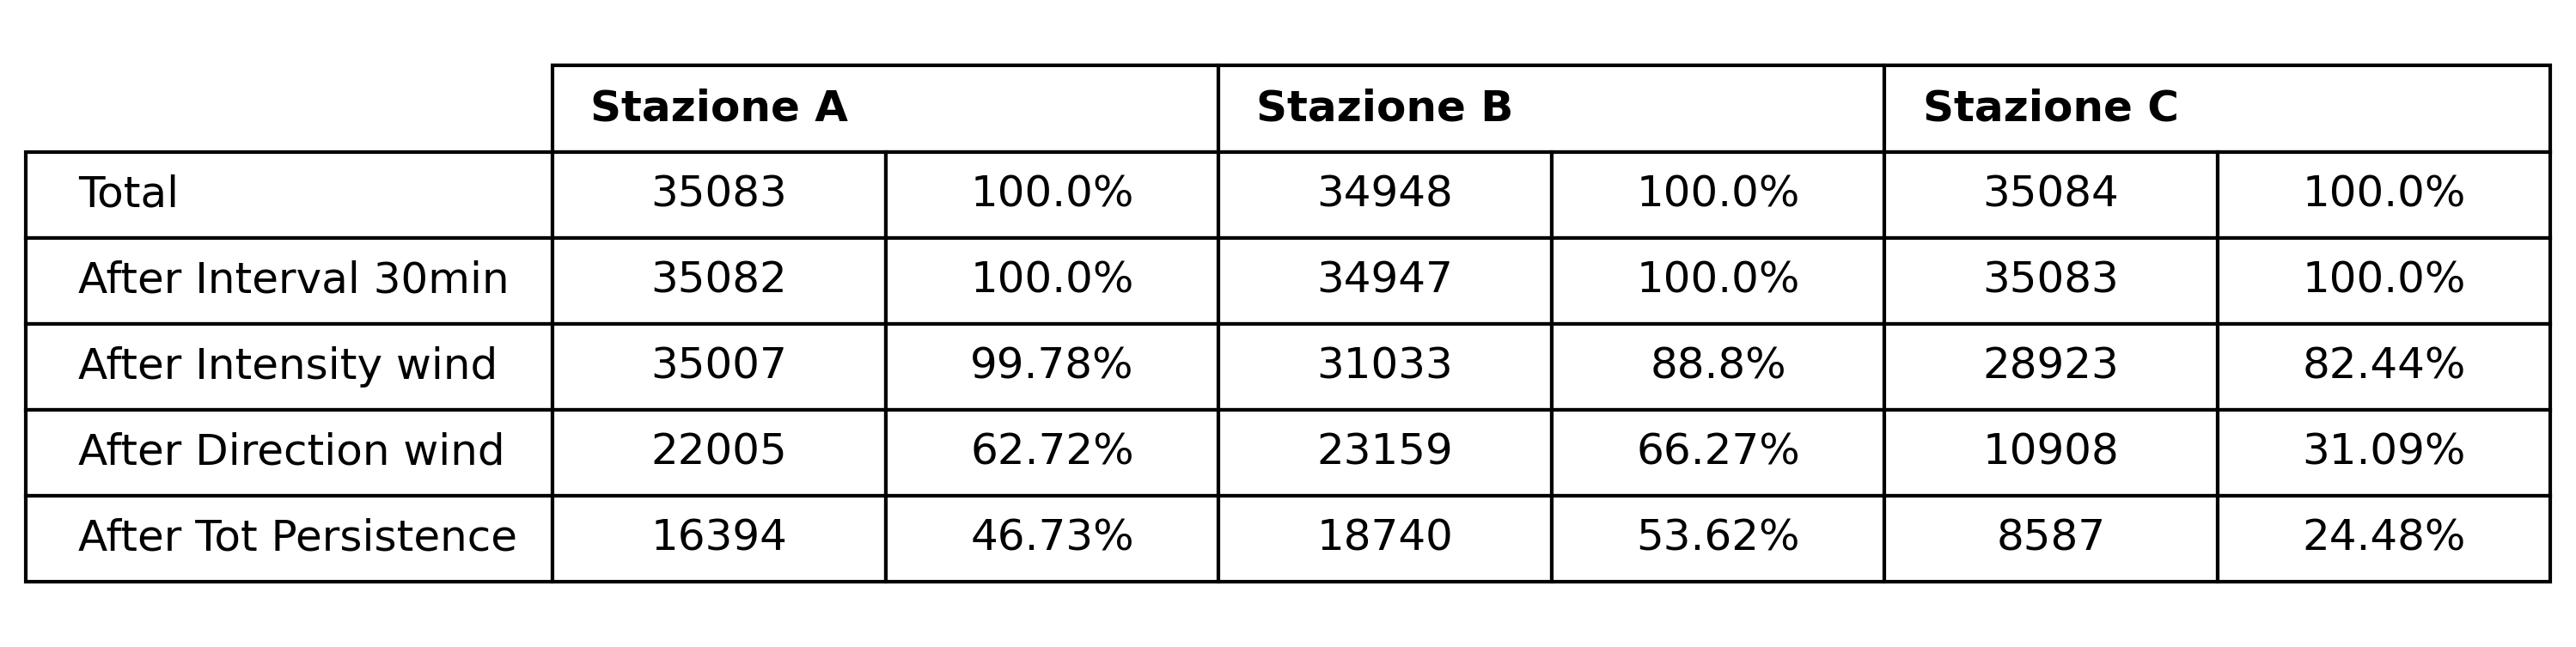 Stazione A Stazione B Stazione C
Total 35083 100.0% 34948 100.0% 35084 100.0%
After Interval 30min 35082 100.0% 34947 100.0% 35083 100.0%
After Intensity wind 35007 99.78% 31033 88.8% 28923 82.44%
After Direction wind 22005 62.72% 23159 66.27% 10908 31.09%
After Tot Persistence 16394 46.73% 18740 53.62% 8587 24.48%